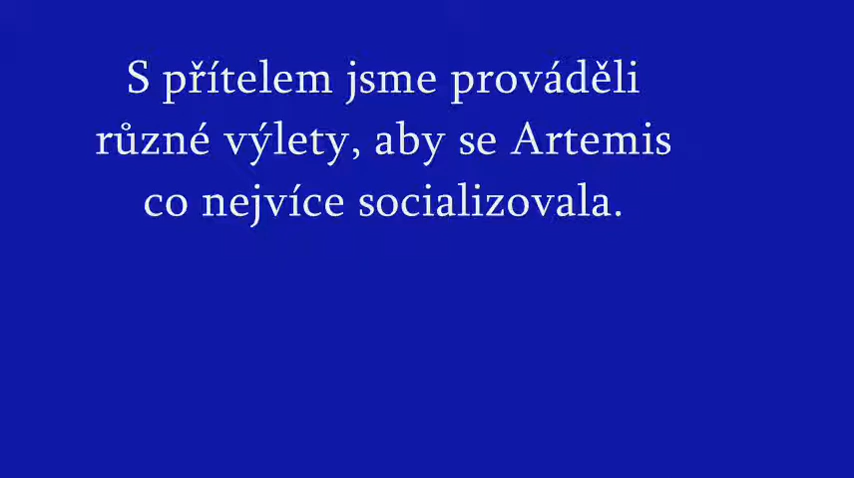 S přítelem jsme prováděli
různé výlety, aby se Artemis
co nejvíce socializovala.